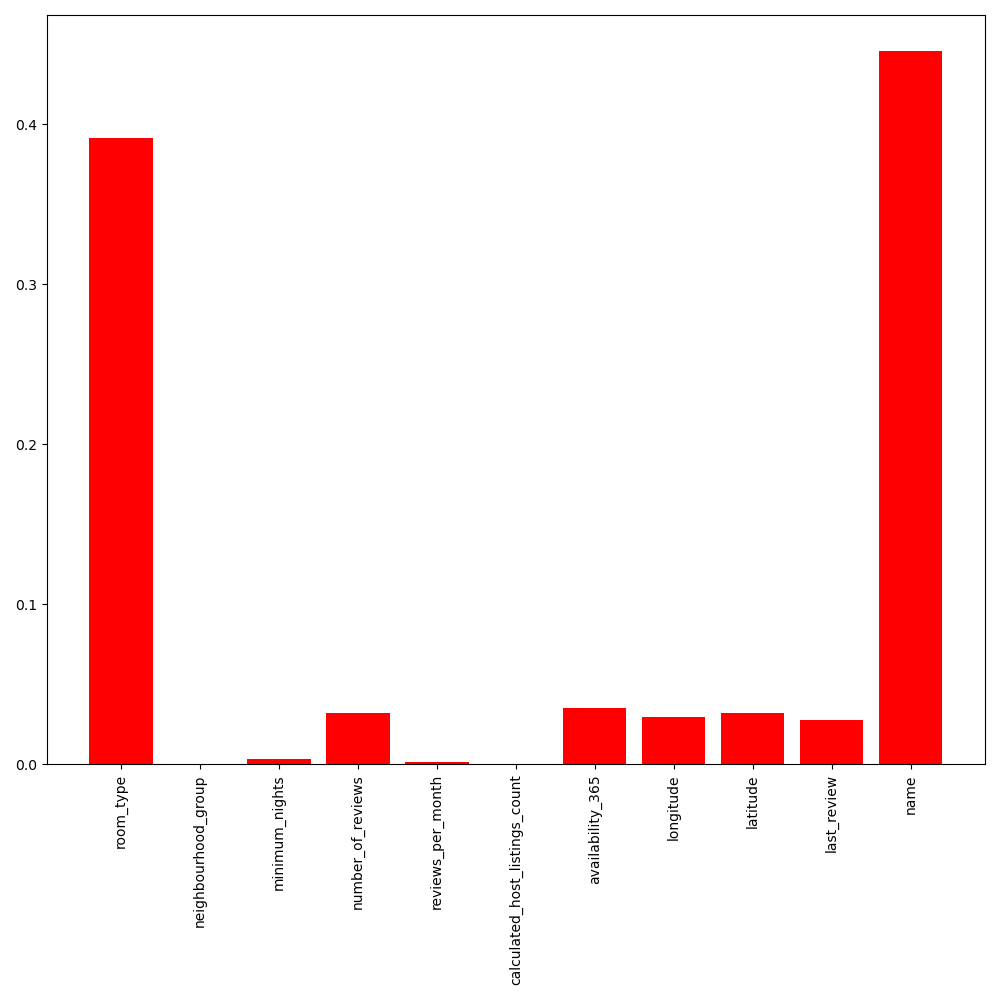 0.4
0.3
0.2
0.1
0.0
room_type
neighbourhood_group
minimum_nights
number_of_reviews
reviews_per_month
calculated_host_listings_count
availability_365
longitude
latitude
last_review
name